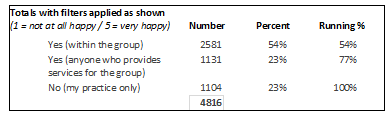 Totals with filters applied as shown
(1 = not at all happy / 5 = very happy) Number Percent Running %
Yes (within the group) 2581 54% 54%
Yes (anyone who provides
services for the group) 1131 23% 77%
No (my practice only) 1104 23% 100%
4816